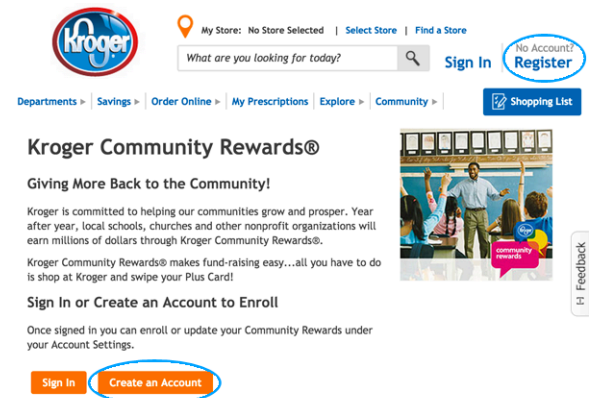 Kroger
My Store: No Store Selected | Select Store | Find a Store
What are you looking for today?
Sign In
No Account?
Register
Departments Savings Order Online My Prescriptions Explore Community
Shopping List
Kroger Community Rewards®
Giving More Back to the Community!
Kroger is committed to helping our communities grow and prosper. Year
after year, local schools, churches and other nonprofit organizations will
earn millions of dollars through Kroger Community Rewards®.
Kroger Community Rewards® makes fund-raising easy...all you have to do
is shop at Kroger and swipe your Plus Card!
community
rewards
Feedback
Sign In or Create an Account to Enroll
Once signed in you can enroll or update your Community Rewards under
your Account Settings.
Sign In
Create an Account